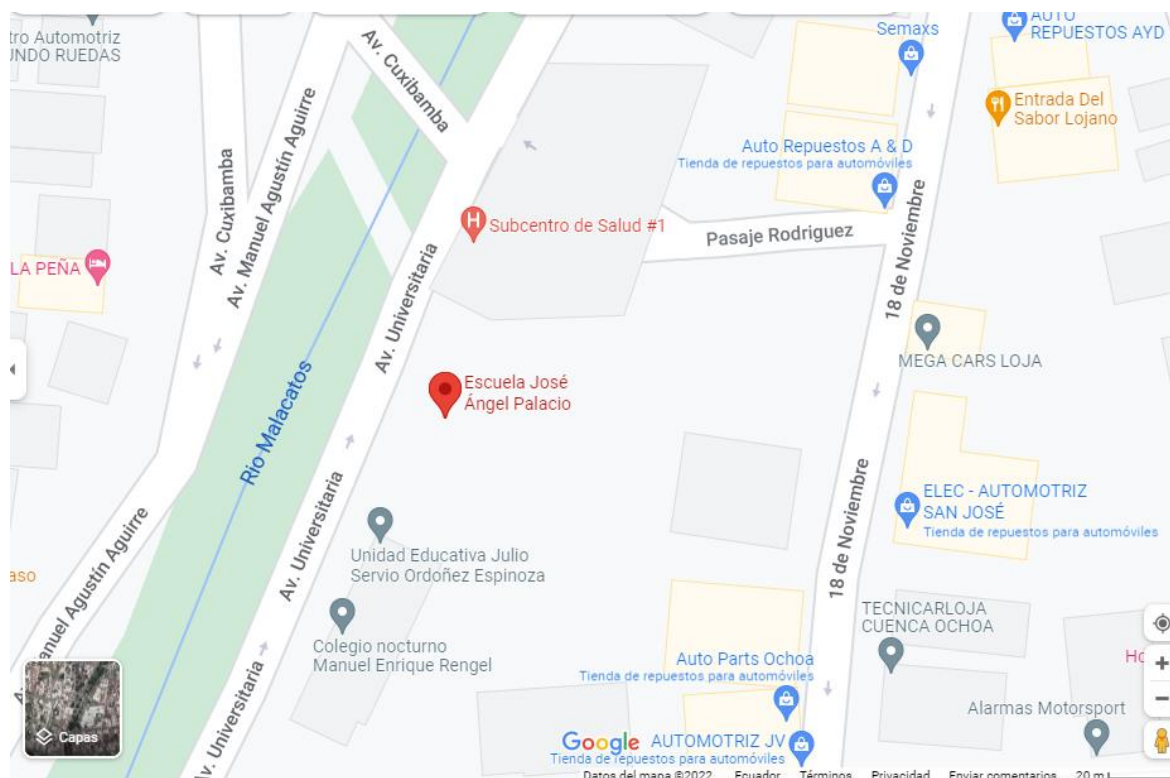 tro Automotriz
UNDO RUEDAS
Av. Cuxibamba
Semaxs
AUTO
REPUESTOS AYD
Entrada Del
Sabor Lojano
Auto Repuestos A & D
Tienda de repuestos para automóviles
Av. Cuxibamba
Av. Manuel Agustín Aguirre
Subcentro de Salud #1
Pasaje Rodriguez
18 de Noviembre
LA PEÑA
Av. Universitaria
MEGA CARS LOJA
Escuela José
Ángel Palacio
Rio Malacatos
ELEC - AUTOMOTRIZ
SAN JOSÉ
Tienda de repuestos para automóviles
18 de Noviembre
Av. Universitaria
Unidad Educativa Julio
Servio Ordoñez Espinoza
aso
Av. Manuel Agustín Aguirre
TECNICARLOJA
CUENCA OCHOA
Colegio nocturno
Manuel Enrique Rengel
Auto Parts Ochoa
Tienda de repuestos para automóviles
Ho
Av. Universitaria
Alarmas Motorsport
Capas
Google
AUTOMOTRIZ JV
Tienda de repuestos para automóviles
Datos del mapa ©2022 Ecuador Términos Privacidad Enviar comentarios 20 m